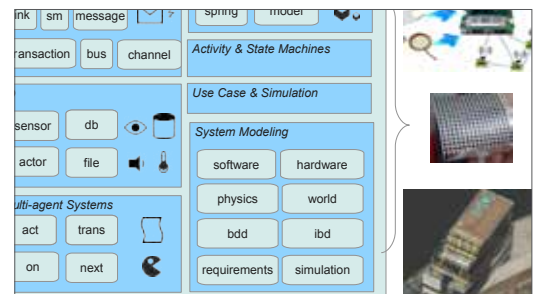 ink sm message
spring model
ransaction bus channel
Activity & State Machines
Use Case & Simulation
sensor db
actor file
System Modeling
software hardware
physics world
bdd ibd
requirements simulation
ulti-agent Systems
act trans
on next